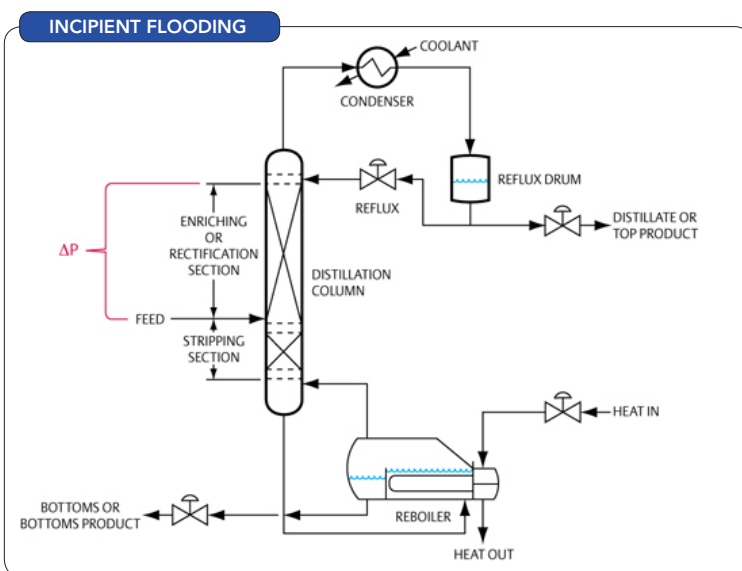 INCIPIENT FLOODING
COOLANT
CONDENSER
REFLUX DRUM
REFLUX
DISTILLATE OR
TOP PRODUCT
ENRICHING
OR
RECTIFICATION
SECTION
ΔP
DISTILLATION
COLUMN
FEED
STRIPPING
SECTION
HEAT IN
BOTTOMS OR
BOTTOMS PRODUCT
REBOILER
HEAT OUT